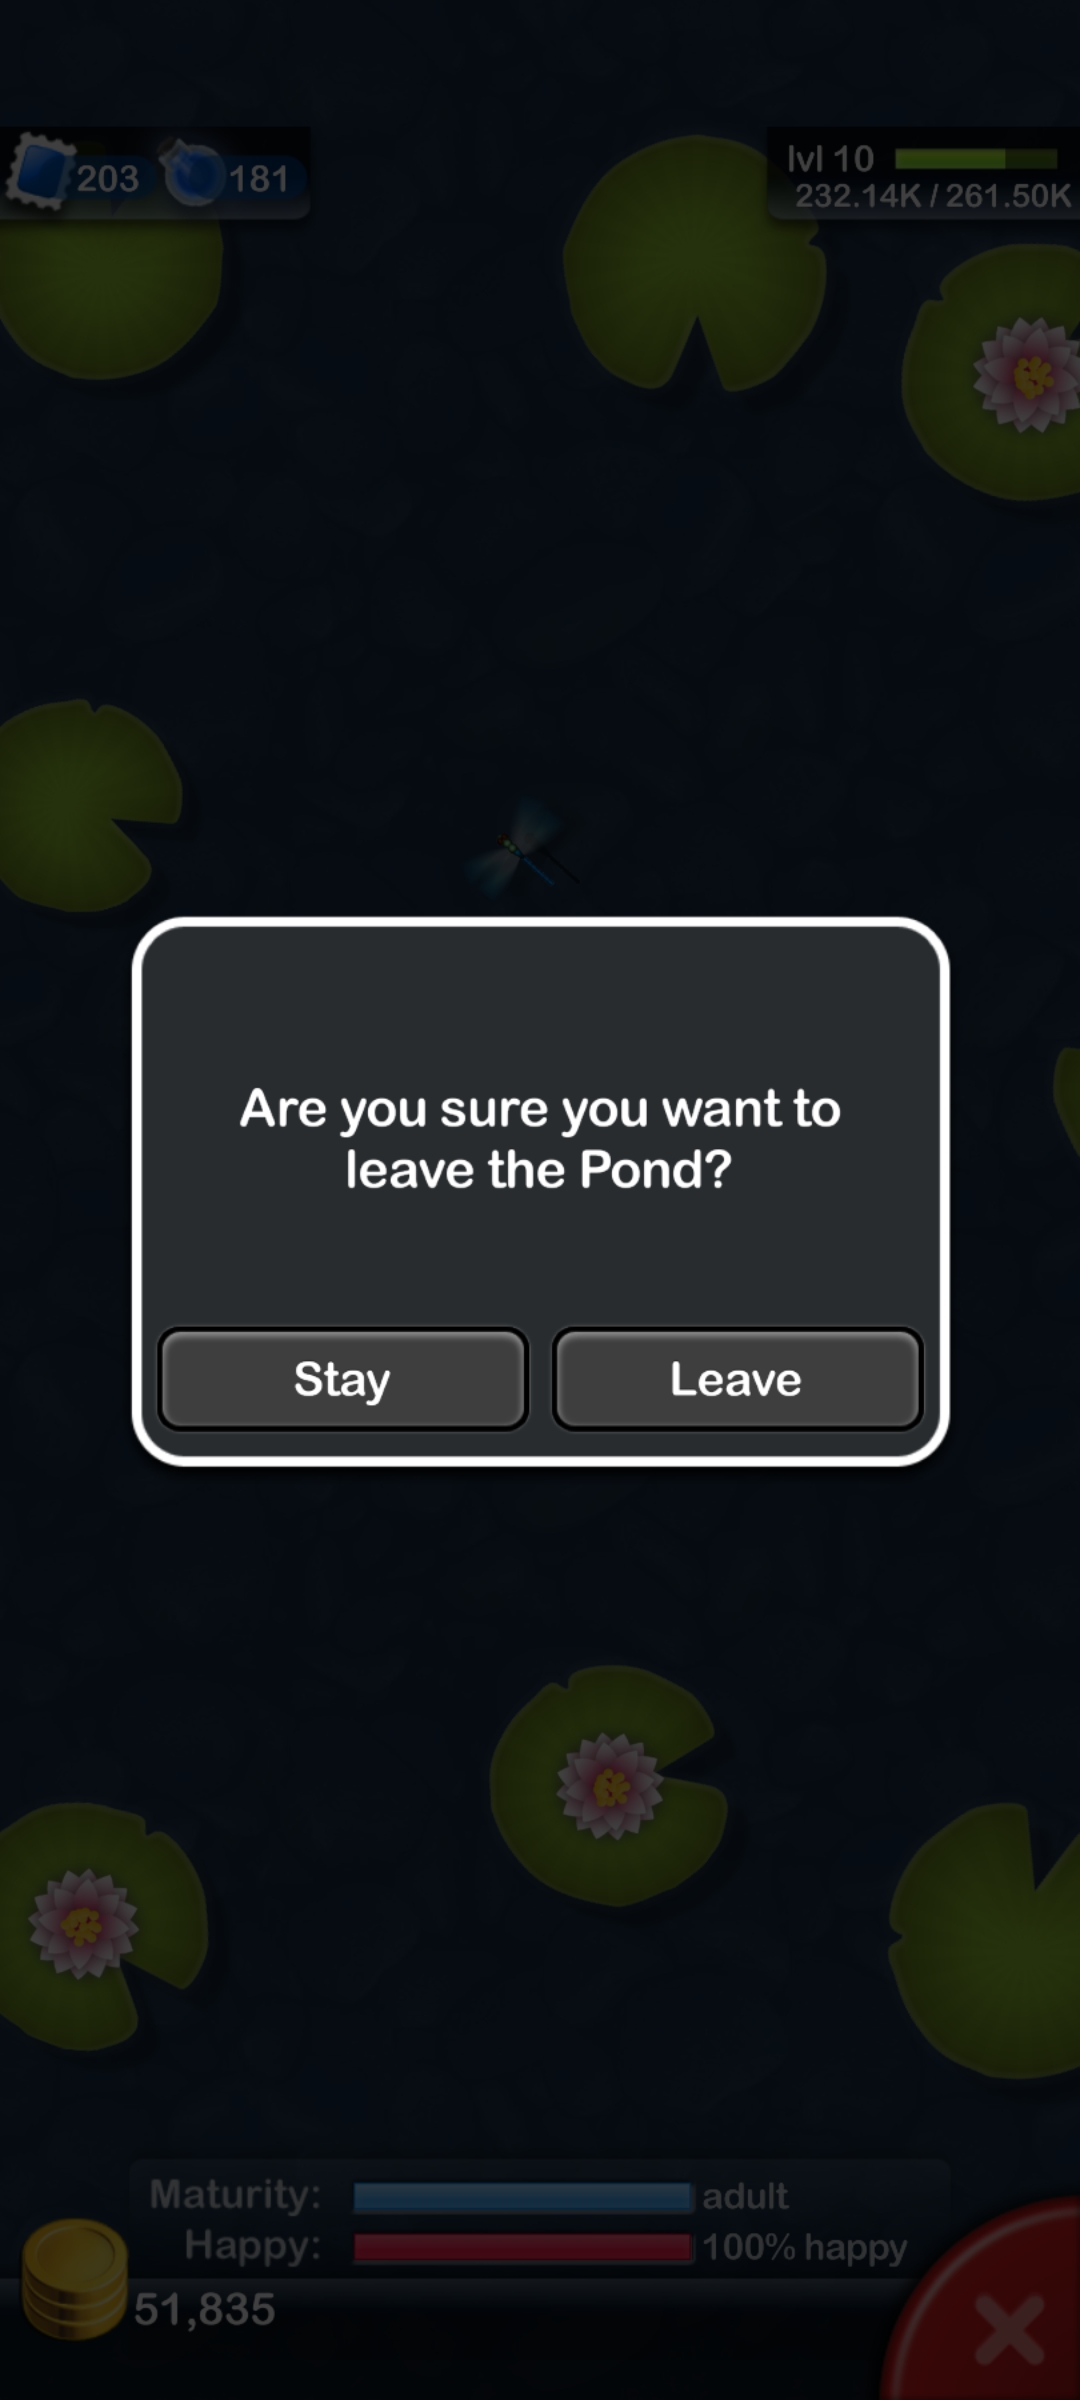 203
181
lvl 10
232.14K / 261.50K
Are you sure you want to
leave the Pond?
Stay
Leave
Maturity: adult
Happy: 100% happy
51,835